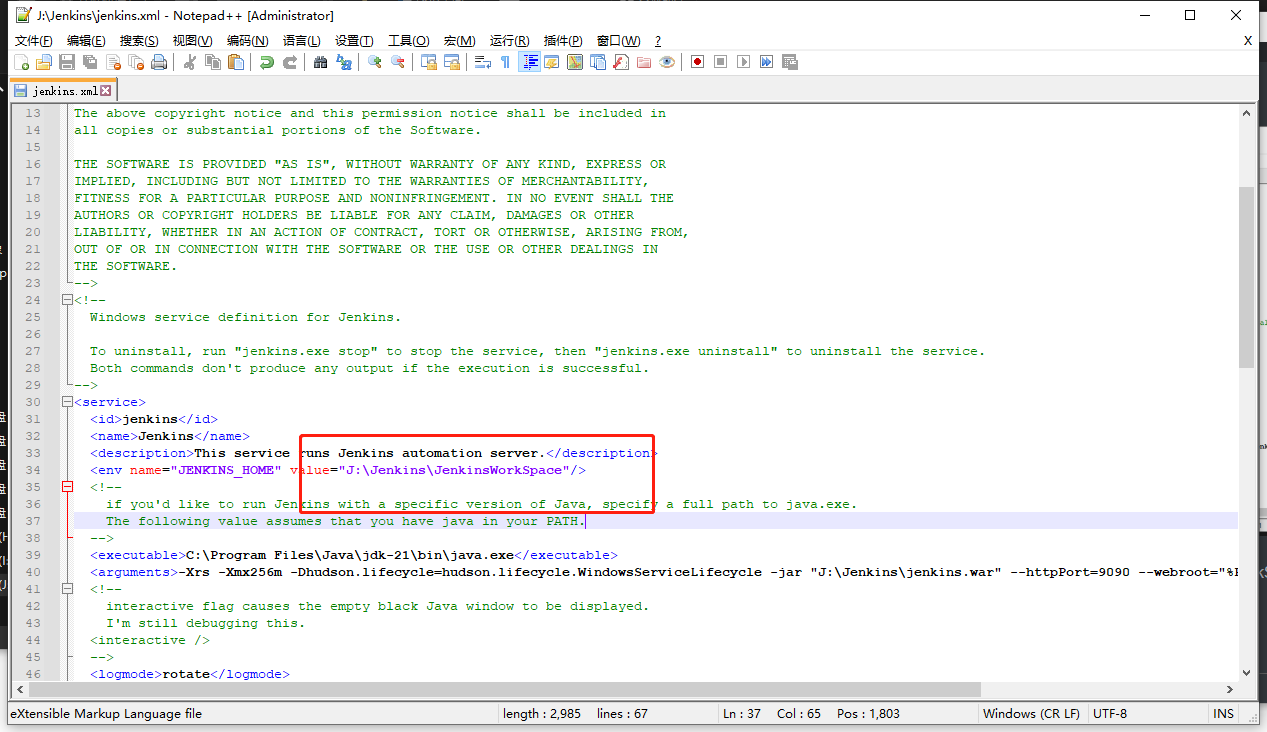 J:\Jenkins\jenkins.xml - Notepad++ [Administrator]
文件(F) 编辑(E) 搜索(S) 视图(V) 编码(N) 语言(L) 设置(T) 工具(O) 宏(M) 运行(R) 插件(P) 窗口(W) ? X
jenkins.xml
13 The above copyright notice and this permission notice shall be included in
14 all copies or substantial portions of the Software.
15
16 THE SOFTWARE IS PROVIDED "AS IS", WITHOUT WARRANTY OF ANY KIND, EXPRESS OR
17 IMPLIED, INCLUDING BUT NOT LIMITED TO THE WARRANTIES OF MERCHANTABILITY,
18 FITNESS FOR A PARTICULAR PURPOSE AND NONINFRINGEMENT. IN NO EVENT SHALL THE
19 AUTHORS OR COPYRIGHT HOLDERS BE LIABLE FOR ANY CLAIM, DAMAGES OR OTHER
20 LIABILITY, WHETHER IN AN ACTION OF CONTRACT, TORT OR OTHERWISE, ARISING FROM,
21 OUT OF OR IN CONNECTION WITH THE SOFTWARE OR THE USE OR OTHER DEALINGS IN
22 THE SOFTWARE.
23 -->
24 <!--
25 Windows service definition for Jenkins.
26
27 To uninstall, run "jenkins.exe stop" to stop the service, then "jenkins.exe uninstall" to uninstall the service.
28 Both commands don't produce any output if the execution is successful.
29 -->
30 <service>
31 <id>jenkins</id>
32 <name>Jenkins</name>
33 <description>This service runs Jenkins automation server.</description>
34 <env name="JENKINS_HOME" value="J:\Jenkins\JenkinsWorkSpace"/>
35 <!--
36 if you'd like to run Jenkins with a specific version of Java, specify a full path to java.exe.
37 The following value assumes that you have java in your PATH.
38 -->
39 <executable>C:\Program Files\Java\jdk-21\bin\java.exe</executable>
40 <arguments>-Xrs -Xmx256m -Dhudson.lifecycle=hudson.lifecycle.WindowsServiceLifecycle -jar "J:\Jenkins\jenkins.war" --httpPort=9090 --webroot="%
41 <!--
42 interactive flag causes the empty black Java window to be displayed.
43 I'm still debugging this.
44 <interactive />
45 -->
46 <logmode>rotate</logmode>
eXtensible Markup Language file length : 2,985 lines : 67 Ln : 37 Col : 65 Pos : 1,803 Windows (CR LF) UTF-8 INS